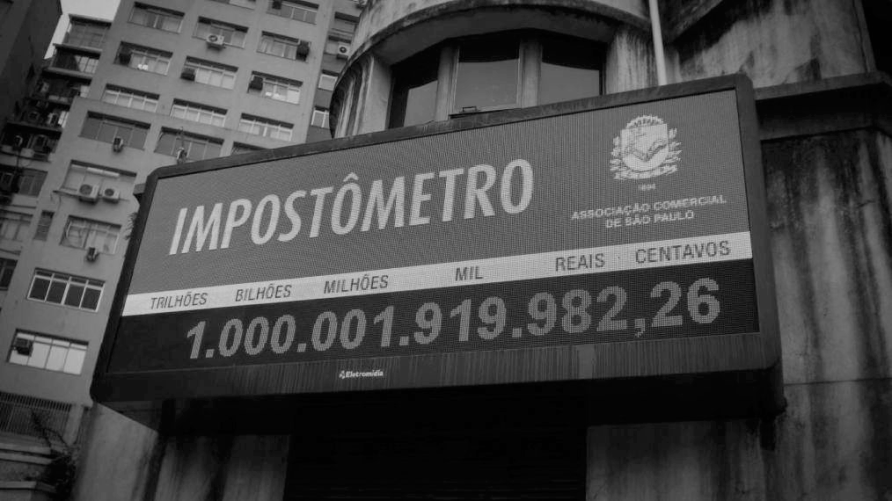 IMPOSTÔMETRO
1894
ASSOCIAÇÃO COMERCIAL
DE SÃO PAULO
TRILHÕES BILHÕES MILHÕES MIL REAIS CENTAVOS
1.000.001.919.982,26
Eletromidia